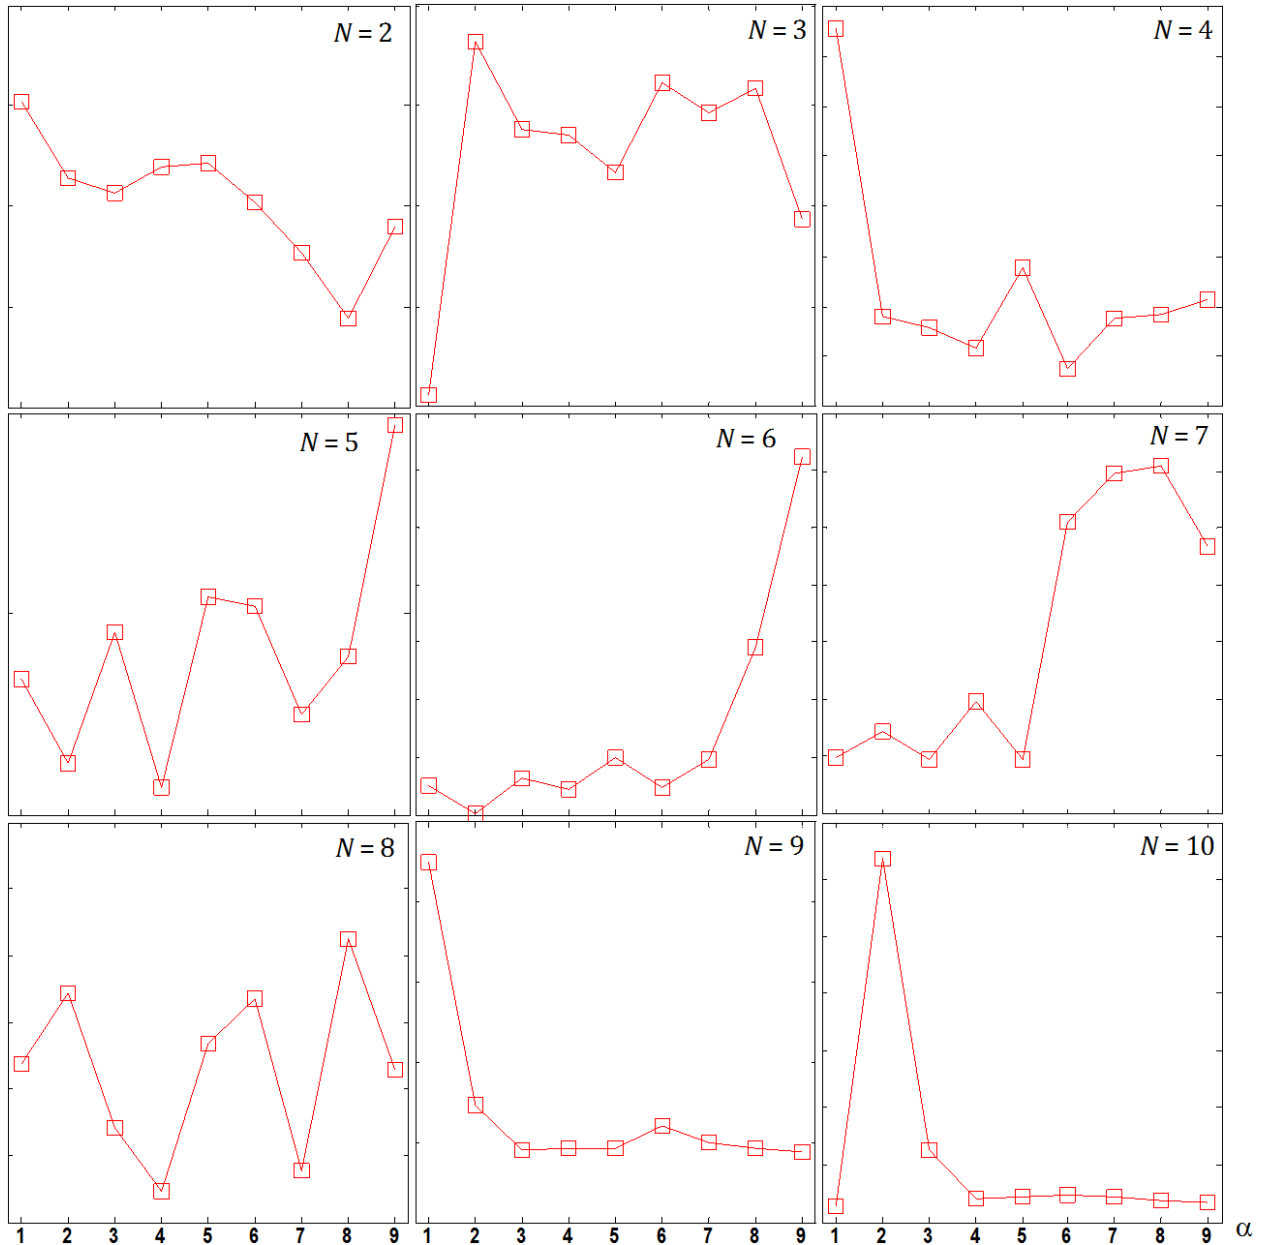 N = 2
N = 3
N = 4
N = 5
N = 6
N = 7
N = 8
N = 9
N = 10
1 2 3 4 5 6 7 8 9 1 2 3 4 5 6 7 8 9 1 2 3 4 5 6 7 8 9 α